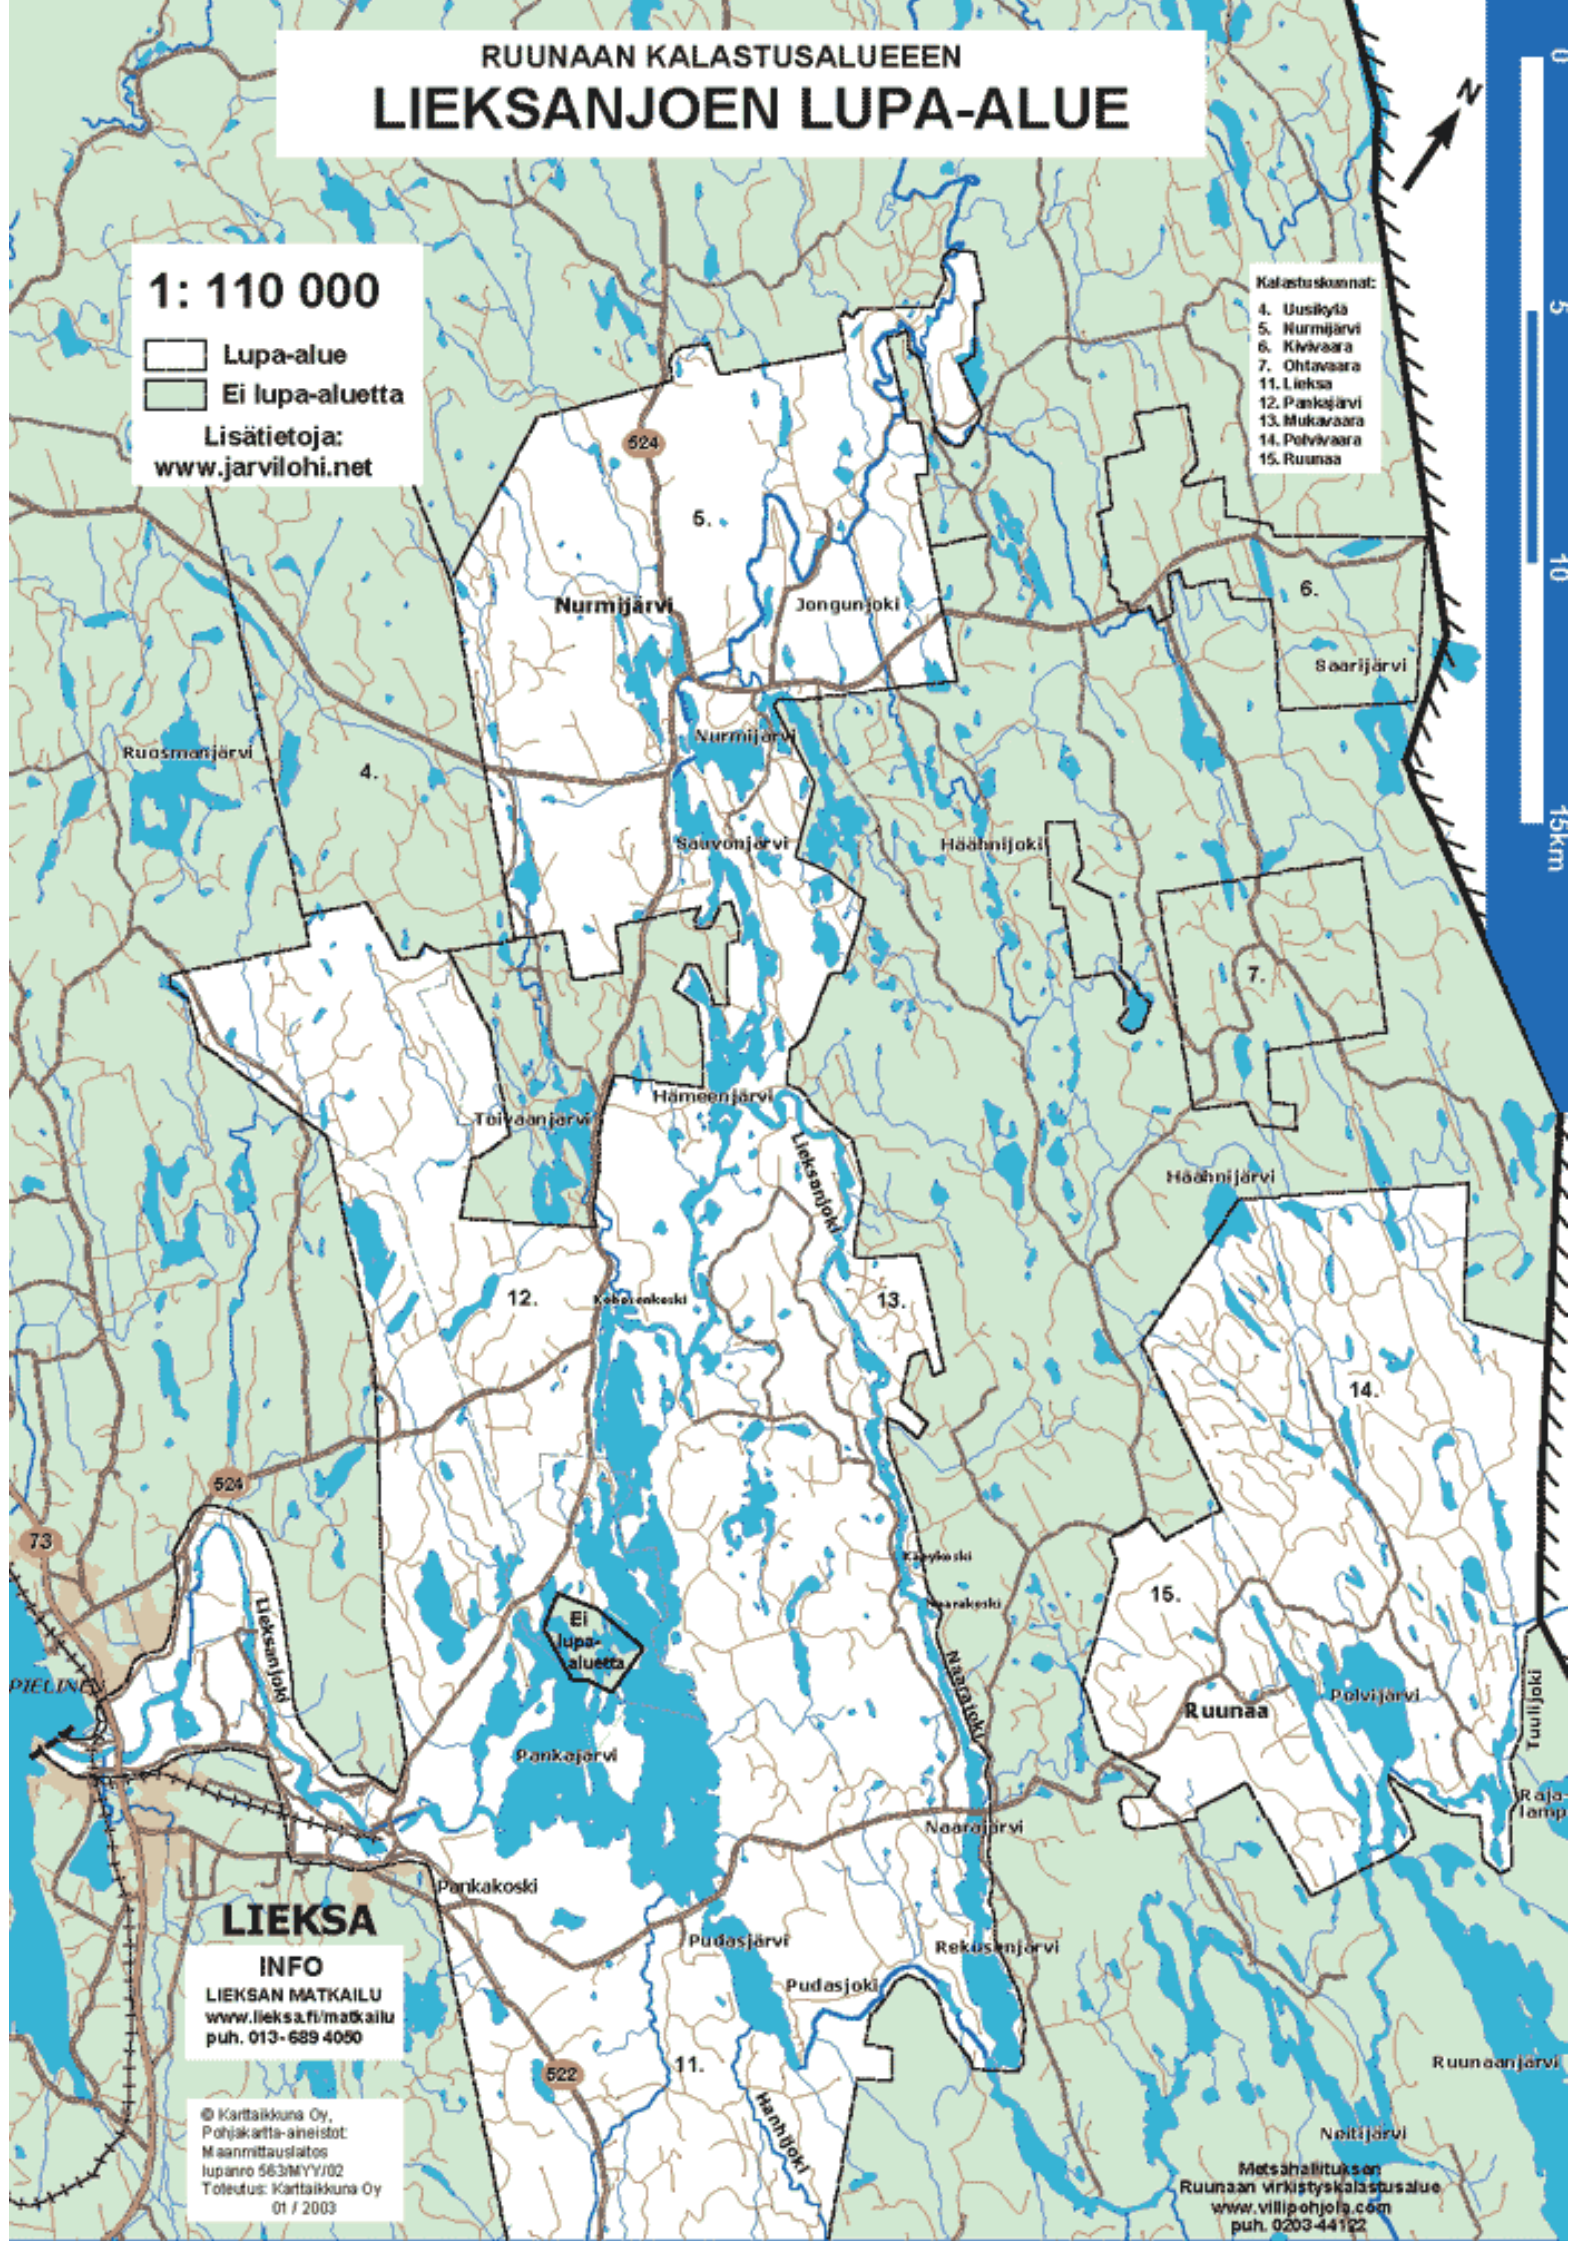 RUUNAAN KALASTUSALUEEEN
LIEKSANJOEN LUPA-ALUE
N
0
5
10
15km
1: 110 000
Lupa-alue
Ei lupa-aluetta
Lisätietoja:
www.jarvilohi.net
Kalastuskunnat:
4. Uusikylä
5. Nurmijärvi
6. Kivivaara
7. Ohtavaara
11. Lieksa
12. Pankajärvi
13. Mukavaara
14. Polvivaara
15. Ruunaa
524
5.
Nurmijärvi
Jongunjoki
6.
Saarijärvi
Nurmijärvi
Ruosmanjärvi
4.
Sauvonjärvi
Häähnijoki
7.
Hämeenjärvi
Toivaanjärvi
Lieksanjoki
Häähnijärvi
12.
Kohosenkoski
13.
14.
524
73
Käpykoski
Naarakoski
15.
Ei
lupa-
aluetta
Lieksanjoki
PIELINEN
Naarajoki
Ruunaa
Polvijärvi
Tuulijoki
Pankajärvi
Raja-
lamp
Naarajärvi
Pankakoski
LIEKSA
Pudasjärvi
Rekusenjärvi
INFO
LIEKSAN MATKAILU
www.lieksa.fi/matkailu
puh. 013-689 4050
Pudasjoki
11.
522
Ruunaanjärvi
Hanhijoki
Neitijärvi
© Karttaikkuna Oy,
Pohjakartta-aineistot:
Maanmittauslaitos
lupanro 563/MYY/02
Toteutus: Karttaikkuna Oy
01 / 2003
Metsähallituksen
Ruunaan virkistyskalastusalue
www.villipohjola.com
puh. 0203-44122